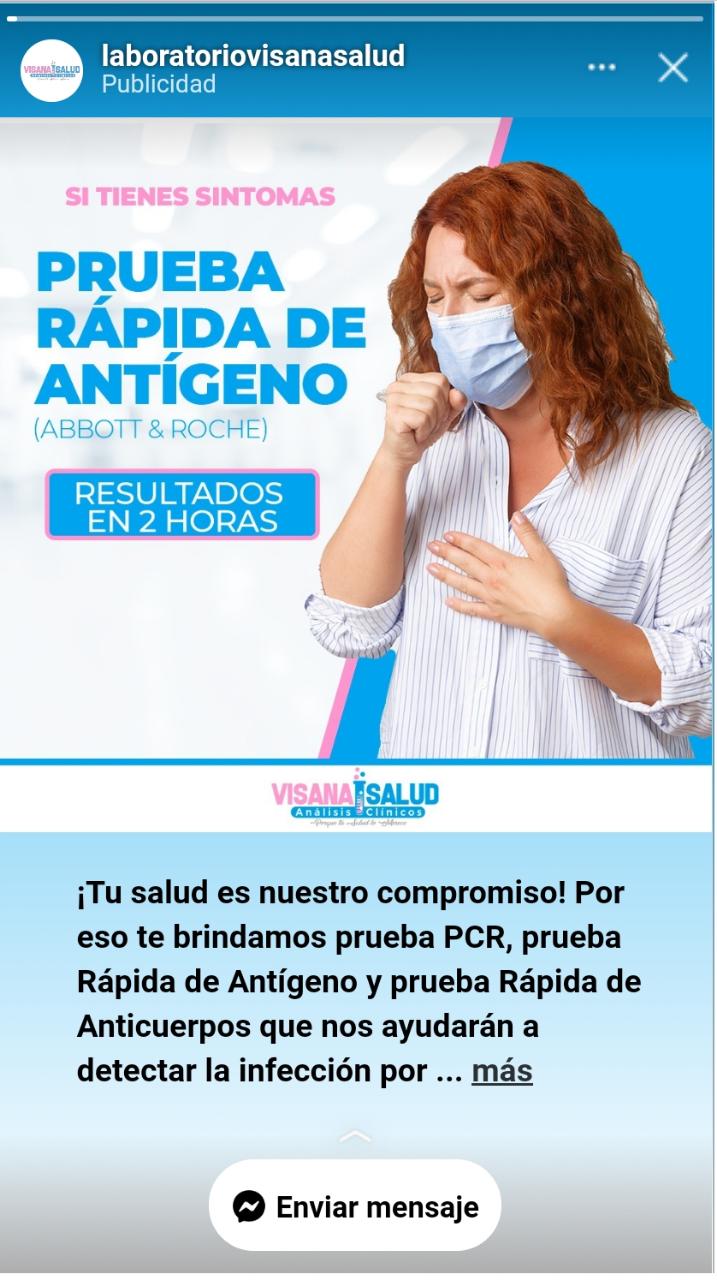 laboratoriovisanasalud
Publicidad
SI TIENES SINTOMAS
PRUEBA
RÁPIDA DE
ANTÍGENO
(ABBOTT & ROCHE)
RESULTADOS
EN 2 HORAS
VISANA SALUD
Análisis Clínicos
¡Tu salud es nuestro compromiso! Por
eso te brindamos prueba PCR, prueba
Rápida de Antígeno y prueba Rápida de
Anticuerpos que nos ayudarán a
detectar la infección por ... más
Enviar mensaje